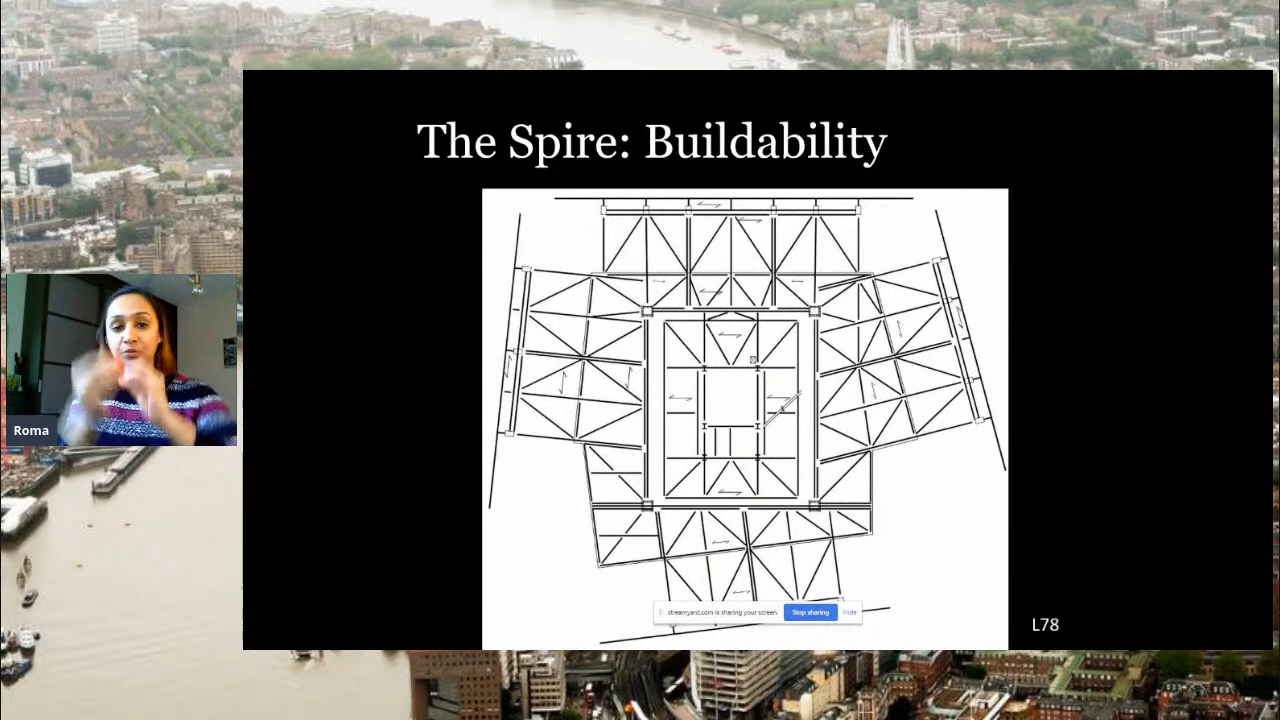 The Spire: Buildability
Roma
streamyard.com is sharing your screen.
Stop sharing
Hide
L78